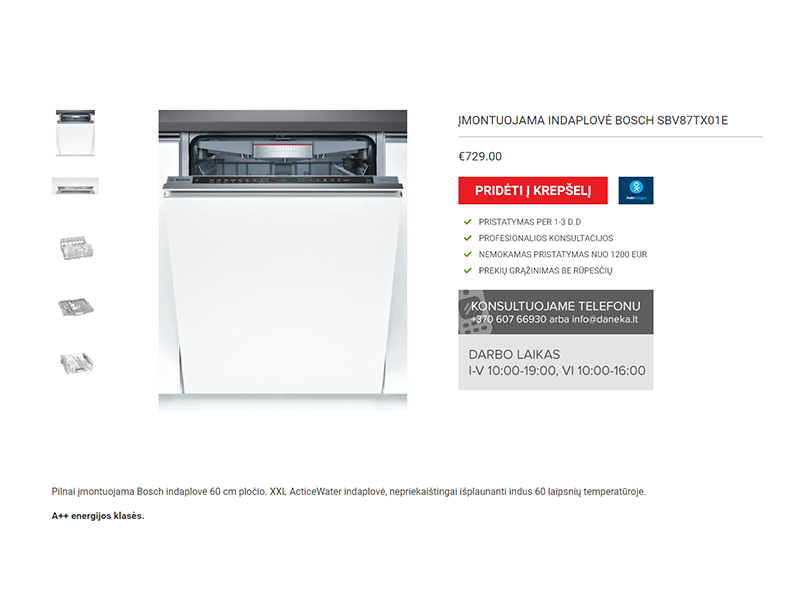 ĮMONTUOJAMA INDAPLOVĖ BOSCH SBV87TX01E
€729.00
PRIDĖTI Į KREPŠELĮ
PRISTATYMAS PER 1-3 D.D
PROFESIONALIOS KONSULTACIJOS
NEMOKAMAS PRISTATYMAS NUO 1200 EUR
PREKIŲ GRĄŽINIMAS BE RŪPESČIŲ
KONSULTUOJAME TELEFONU
+370 607 66930 arba info@daneka.lt
DARBO LAIKAS
I-V 10:00-19:00, VI 10:00-16:00
BOSCH
Pilnai įmontuojama Bosch indaplovė 60 cm pločio. XXL ActiceWater indaplovė, nepriekaištingai išplaunanti indus 60 laipsnių temperatūroje.
A++ energijos klasės.